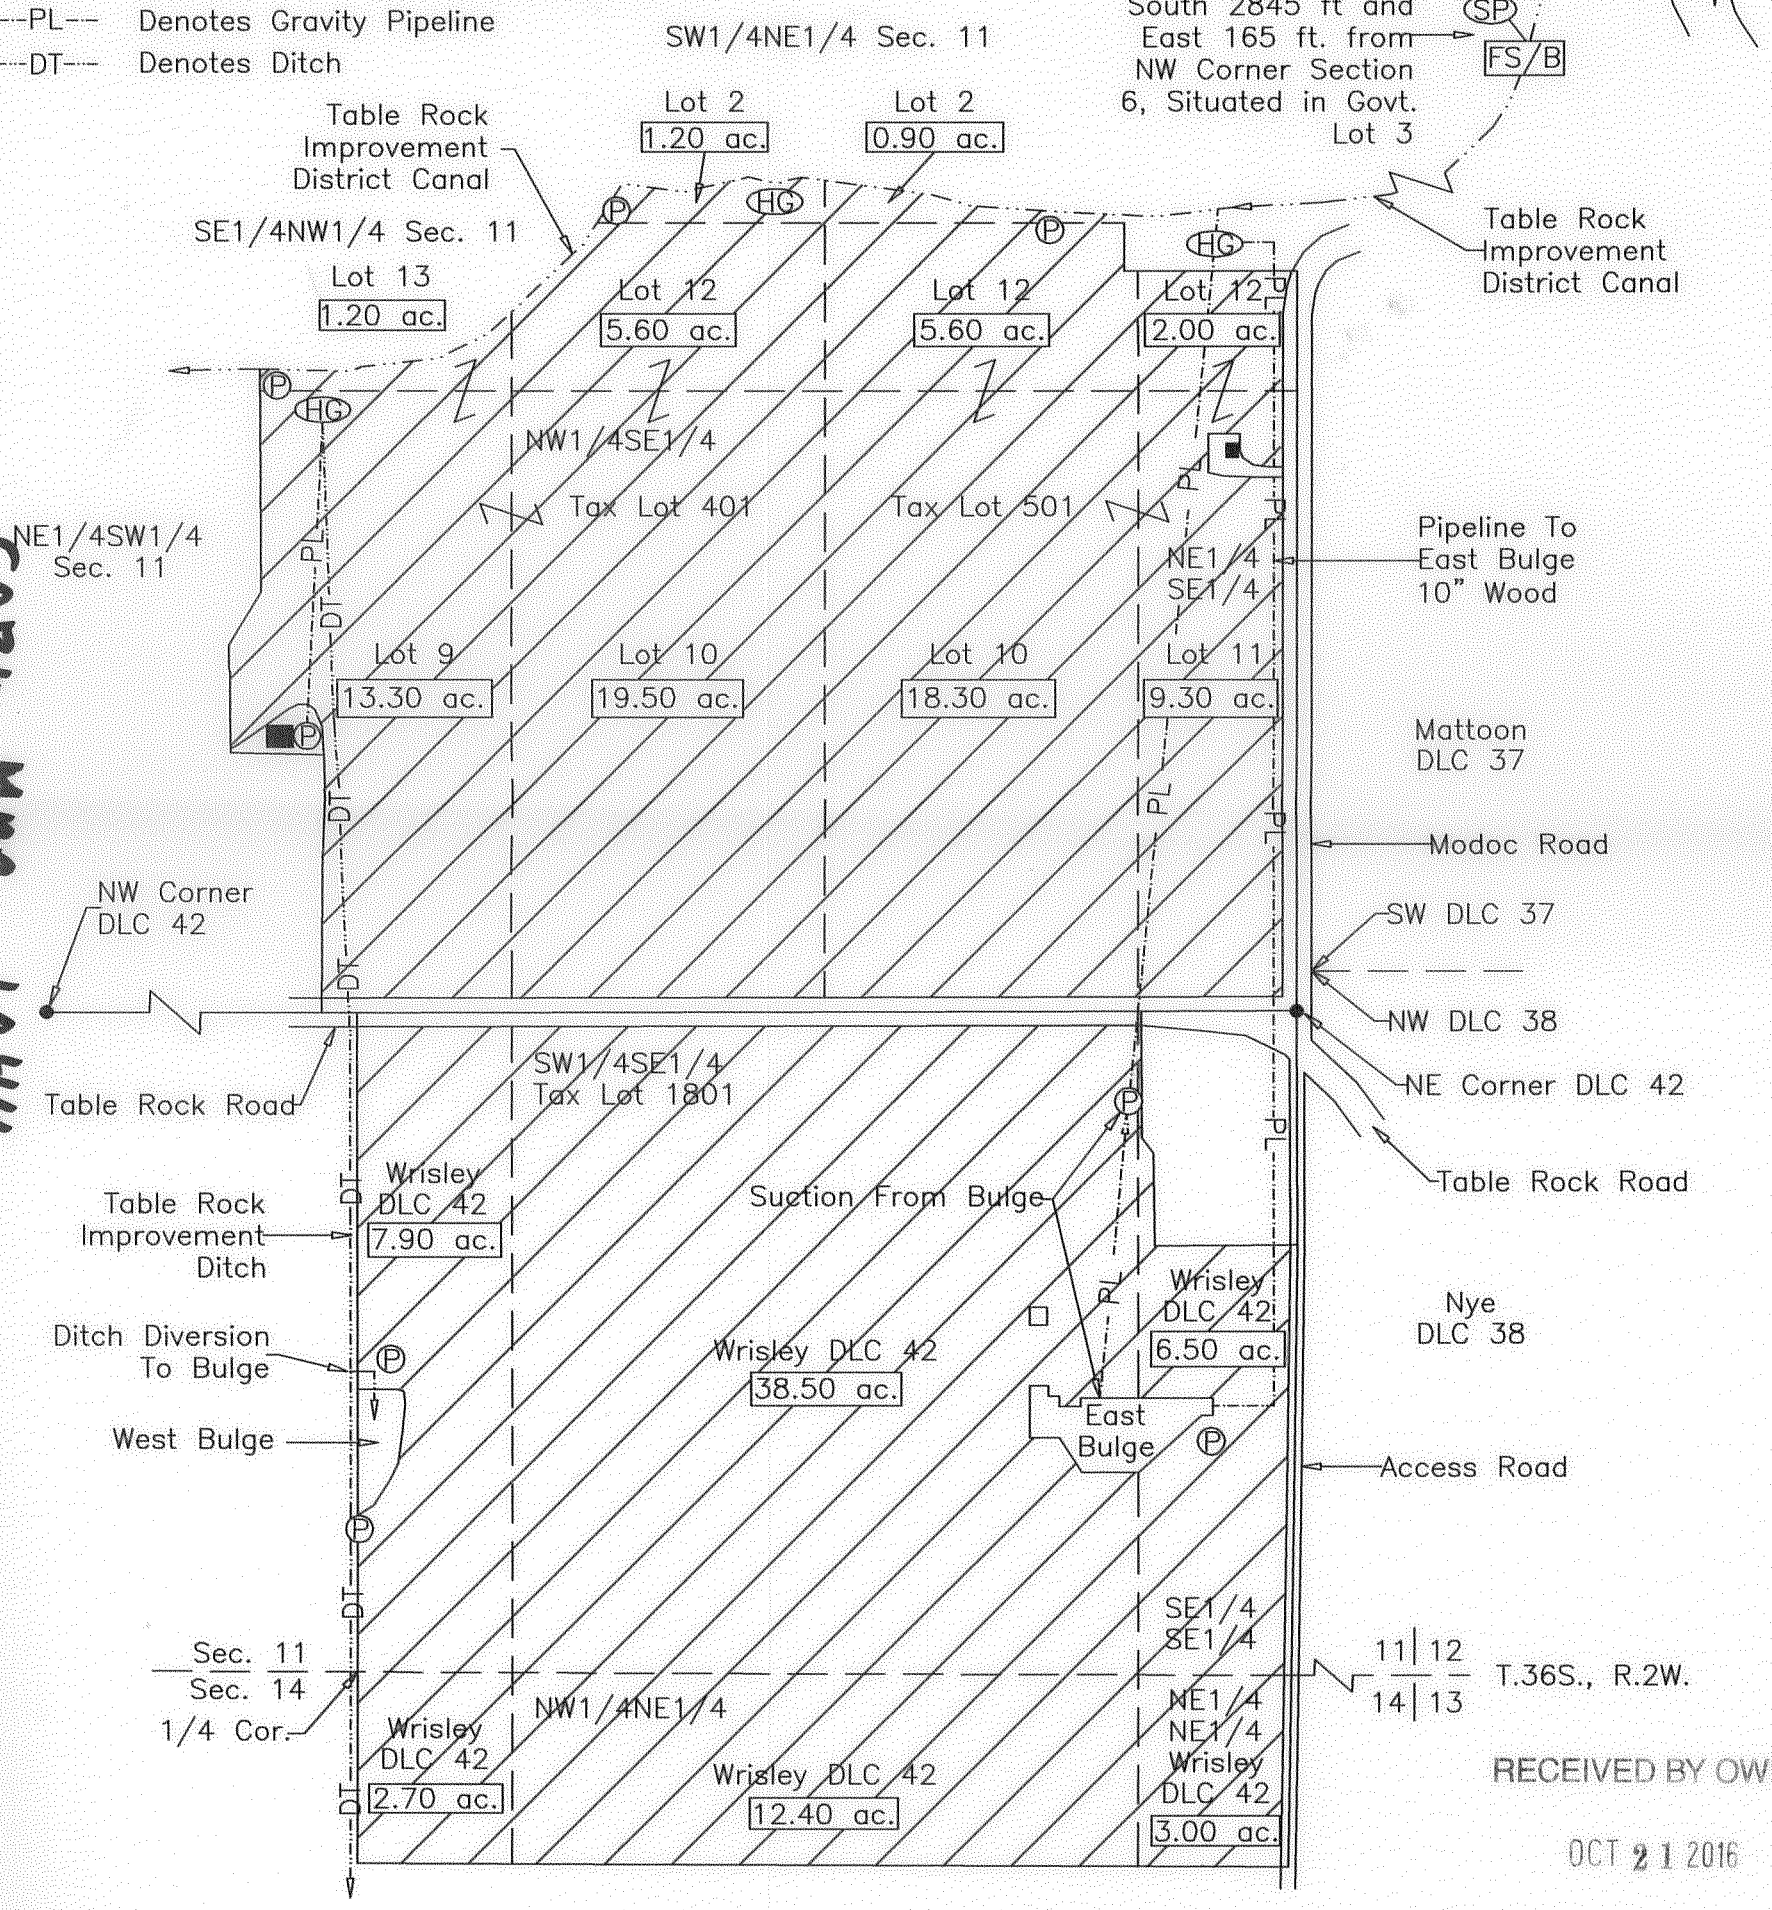 --PL-- Denotes Gravity Pipeline
--DT-- Denotes Ditch
SW1/4NE1/4 Sec. 11
South 2845 ft and
East 165 ft. from
NW Corner Section
6, Situated in Govt.
Lot 3
SP
FS/B
Table Rock
Improvement
District Canal
Lot 2
1.20 ac.
Lot 2
0.90 ac.
P
HG
P
HG
Table Rock
Improvement
District Canal
SE1/4NW1/4 Sec. 11
Lot 13
1.20 ac.
Lot 12
5.60 ac.
Lot 12
5.60 ac.
Lot 12
2.00 ac.
PL
P
HG
NW1/4SE1/4
Tax Lot 401
Tax Lot 501
PL
PL
NE1/4SW1/4
Sec. 11
PL
DT
NE1/4
SE1/4
Pipeline To
East Bulge
10" Wood
Lot 9
13.30 ac.
Lot 10
19.50 ac.
Lot 10
18.30 ac.
Lot 11
9.30 ac.
P
Mattoon
DLC 37
DT
PL
PL
Modoc Road
NW Corner
DLC 42
SW DLC 37
DT
NW DLC 38
SW1/4SE1/4
Tax Lot 1801
NE Corner DLC 42
Table Rock Road
P
PL
Table Rock Road
DT
Wrisley
DLC 42
7.90 ac.
Suction From Bulge
Table Rock
Improvement
Ditch
PL
Wrisley
DLC 42
6.50 ac.
Nye
DLC 38
Ditch Diversion
To Bulge
P
Wrisley DLC 42
38.50 ac.
East
Bulge
P
West Bulge
Access Road
P
DT
SE1/4
SE1/4
Sec. 11
Sec. 14
1/4 Cor.
11 12
14 13
T.36S., R.2W.
NW1/4NE1/4
NE1/4
NE1/4
Wrisley
DLC 42
2.70 ac.
DT
Wrisley DLC 42
12.40 ac.
Wrisley
DLC 42
3.00 ac.
RECEIVED BY OW
OCT 21 2016